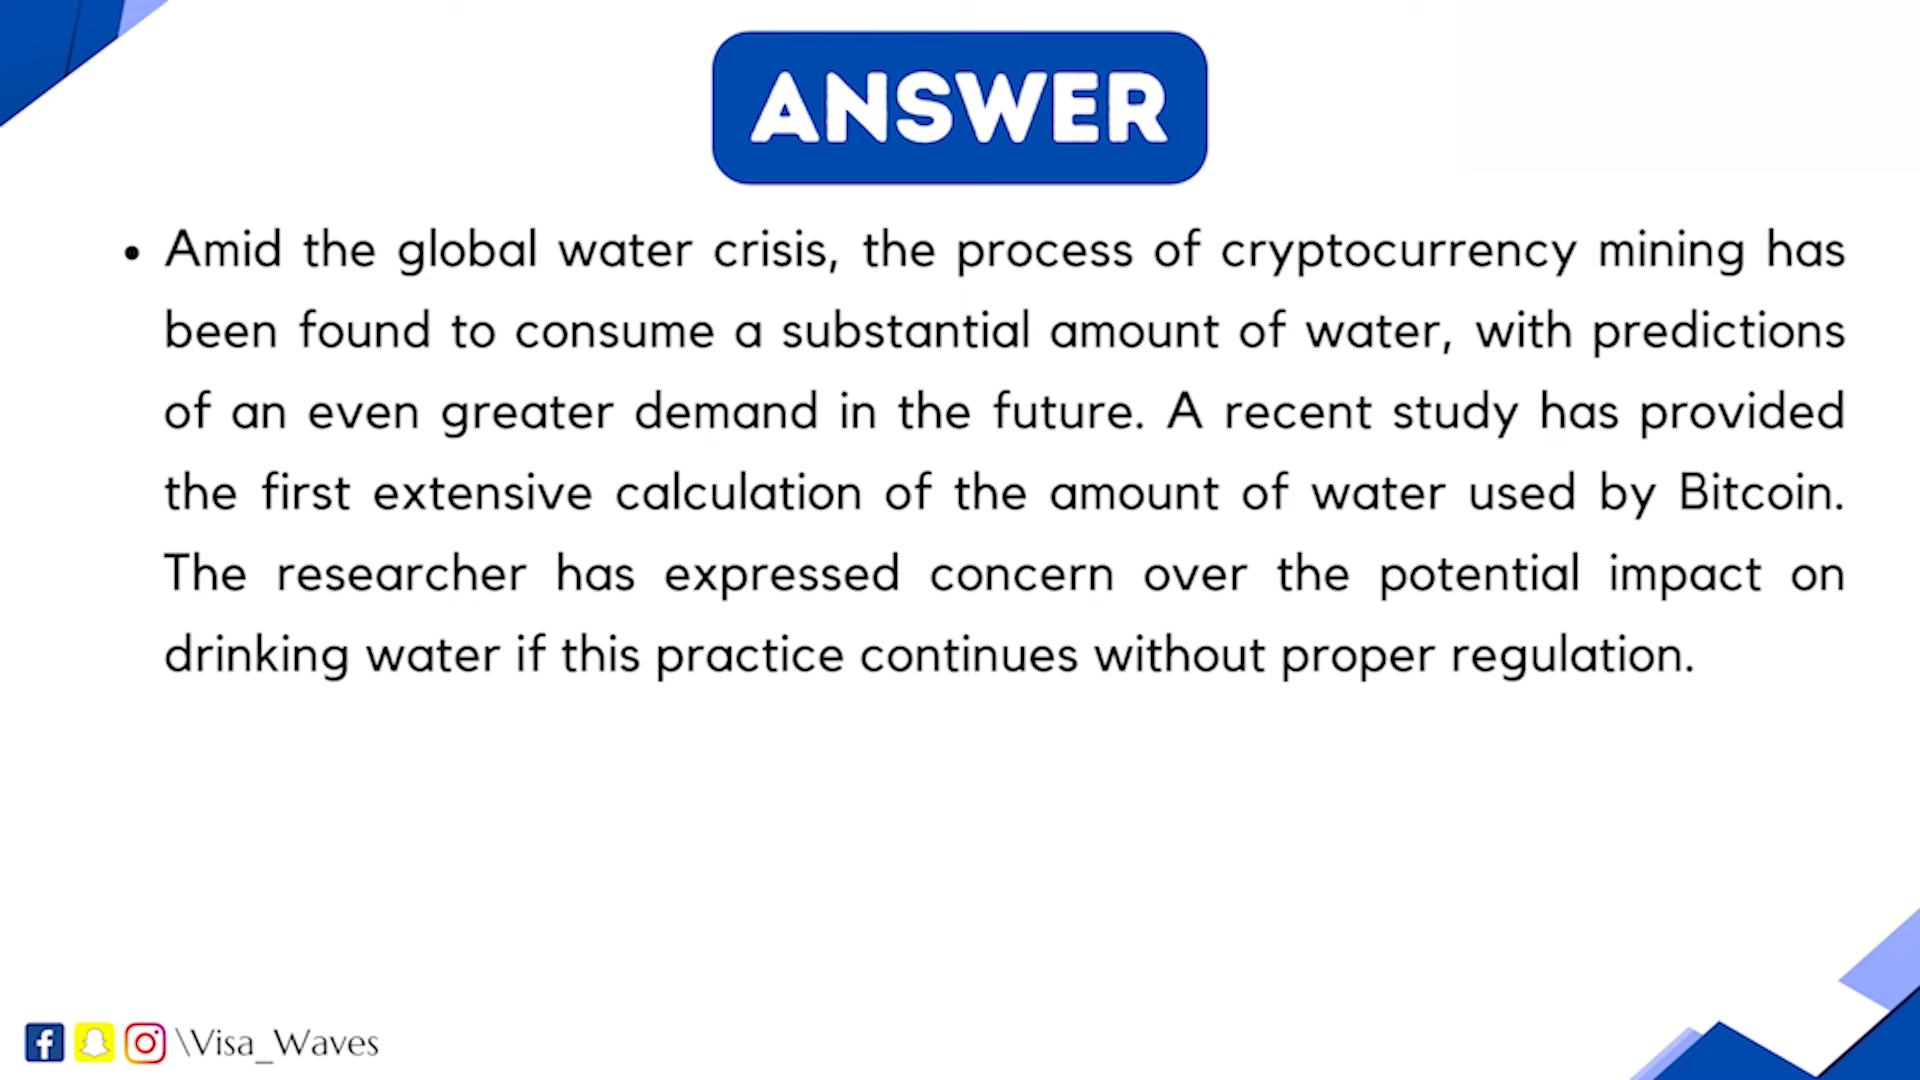 ANSWER
• Amid the global water crisis, the process of cryptocurrency mining has
been found to consume a substantial amount of water, with predictions
of an even greater demand in the future. A recent study has provided
the first extensive calculation of the amount of water used by Bitcoin.
The researcher has expressed concern over the potential impact on
drinking water if this practice continues without proper regulation.
\Visa_Waves